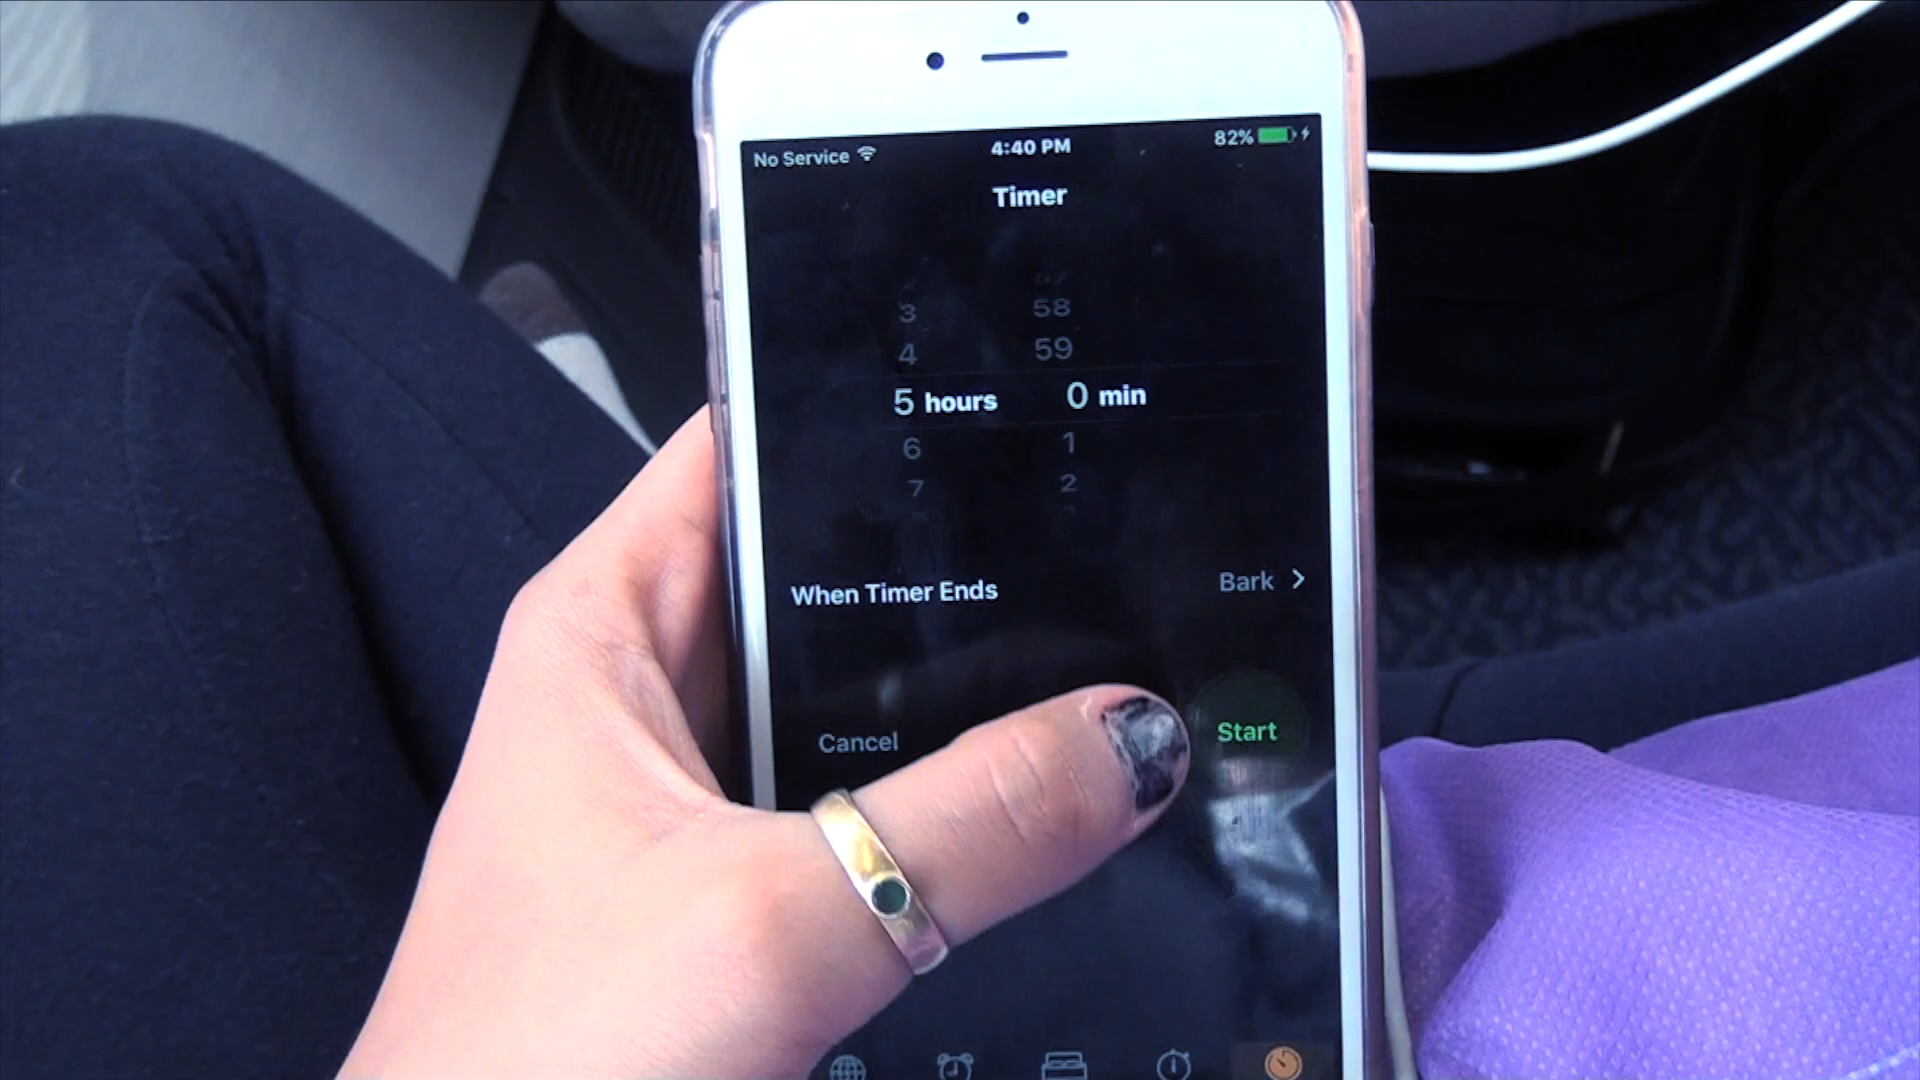 No Service 4:40 PM 82%
Timer
57
3 58
4 59
5 hours 0 min
6 1
7 2
When Timer Ends Bark
Cancel Start